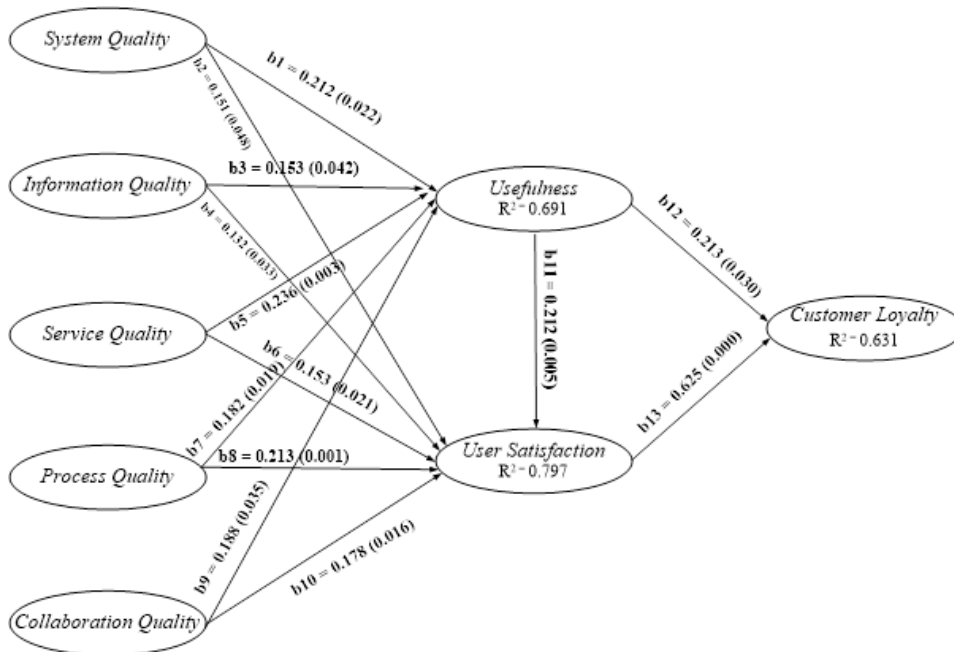 System Quality
b1 = 0.212 (0.022)
b2 = 0.151 (0.048)
Information Quality
b3 = 0.153 (0.042)
b4 = 0.132 (0.033)
Usefulness
R² = 0.691
b12 = 0.213 (0.030)
b5 = 0.236 (0.003)
b11 = 0.212 (0.005)
Service Quality
Customer Loyalty
R² = 0.631
b6 = 0.153 (0.021)
b7 = 0.182 (0.019)
b13 = 0.625 (0.000)
Process Quality
b8 = 0.213 (0.001)
User Satisfaction
R² = 0.797
b9 = 0.188 (0.035)
b10 = 0.178 (0.016)
Collaboration Quality